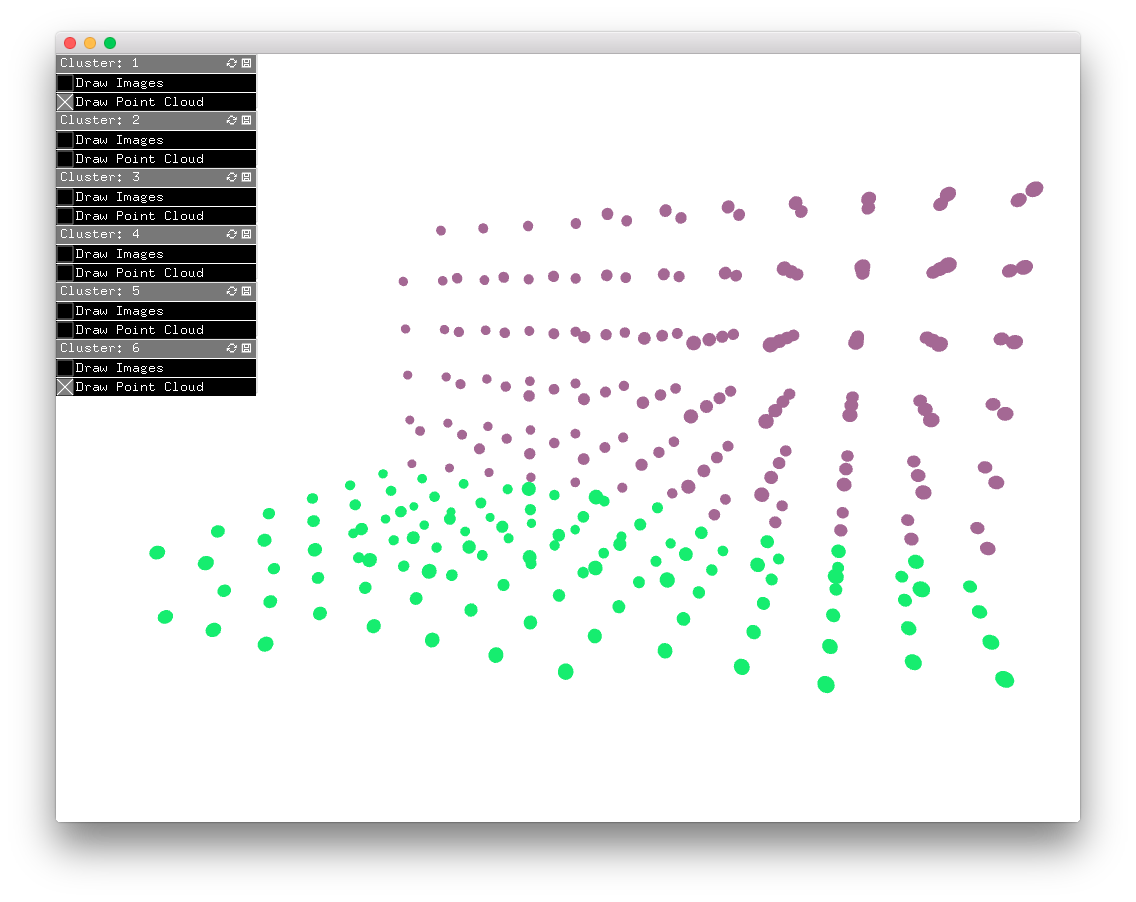 Cluster: 1
Draw Images
Draw Point Cloud
Cluster: 2
Draw Images
Draw Point Cloud
Cluster: 3
Draw Images
Draw Point Cloud
Cluster: 4
Draw Images
Draw Point Cloud
Cluster: 5
Draw Images
Draw Point Cloud
Cluster: 6
Draw Images
Draw Point Cloud